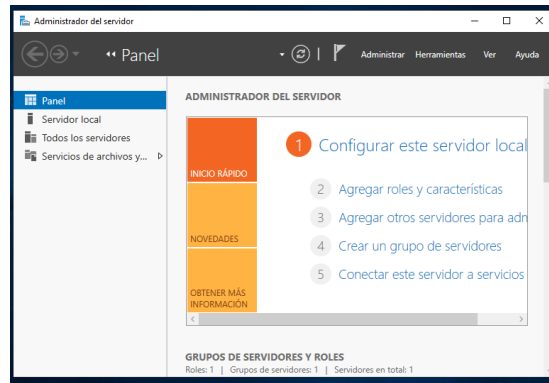 Administrador del servidor
Panel
Administrar Herramientas Ver Ayuda
Panel
Servidor local
Todos los servidores
Servicios de archivos y...
ADMINISTRADOR DEL SERVIDOR
INICIO RÁPIDO
NOVEDADES
OBTENER MÁS
INFORMACIÓN
1 Configurar este servidor local
2 Agregar roles y características
3 Agregar otros servidores para adn
4 Crear un grupo de servidores
5 Conectar este servidor a servicios
GRUPOS DE SERVIDORES Y ROLES
Roles: 1 | Grupos de servidores: 1 | Servidores en total: 1